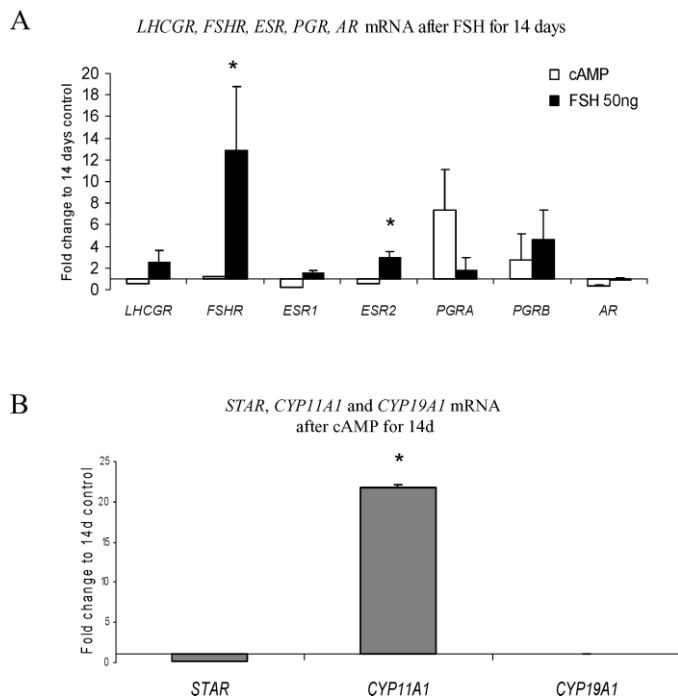 A
LHCGR, FSHR, ESR, PGR, AR mRNA after FSH for 14 days
Fold change to 14 days control
20
18
16
14
12
10
8
6
4
2
0
cAMP
FSH 50ng
*
*
LHCGR FSHR ESR1 ESR2 PGRA PGRB AR
B
STAR, CYP11A1 and CYP19A1 mRNA
after cAMP for 14d
Fold change to 14d control
25
20
15
10
5
0
*
STAR CYP11A1 CYP19A1